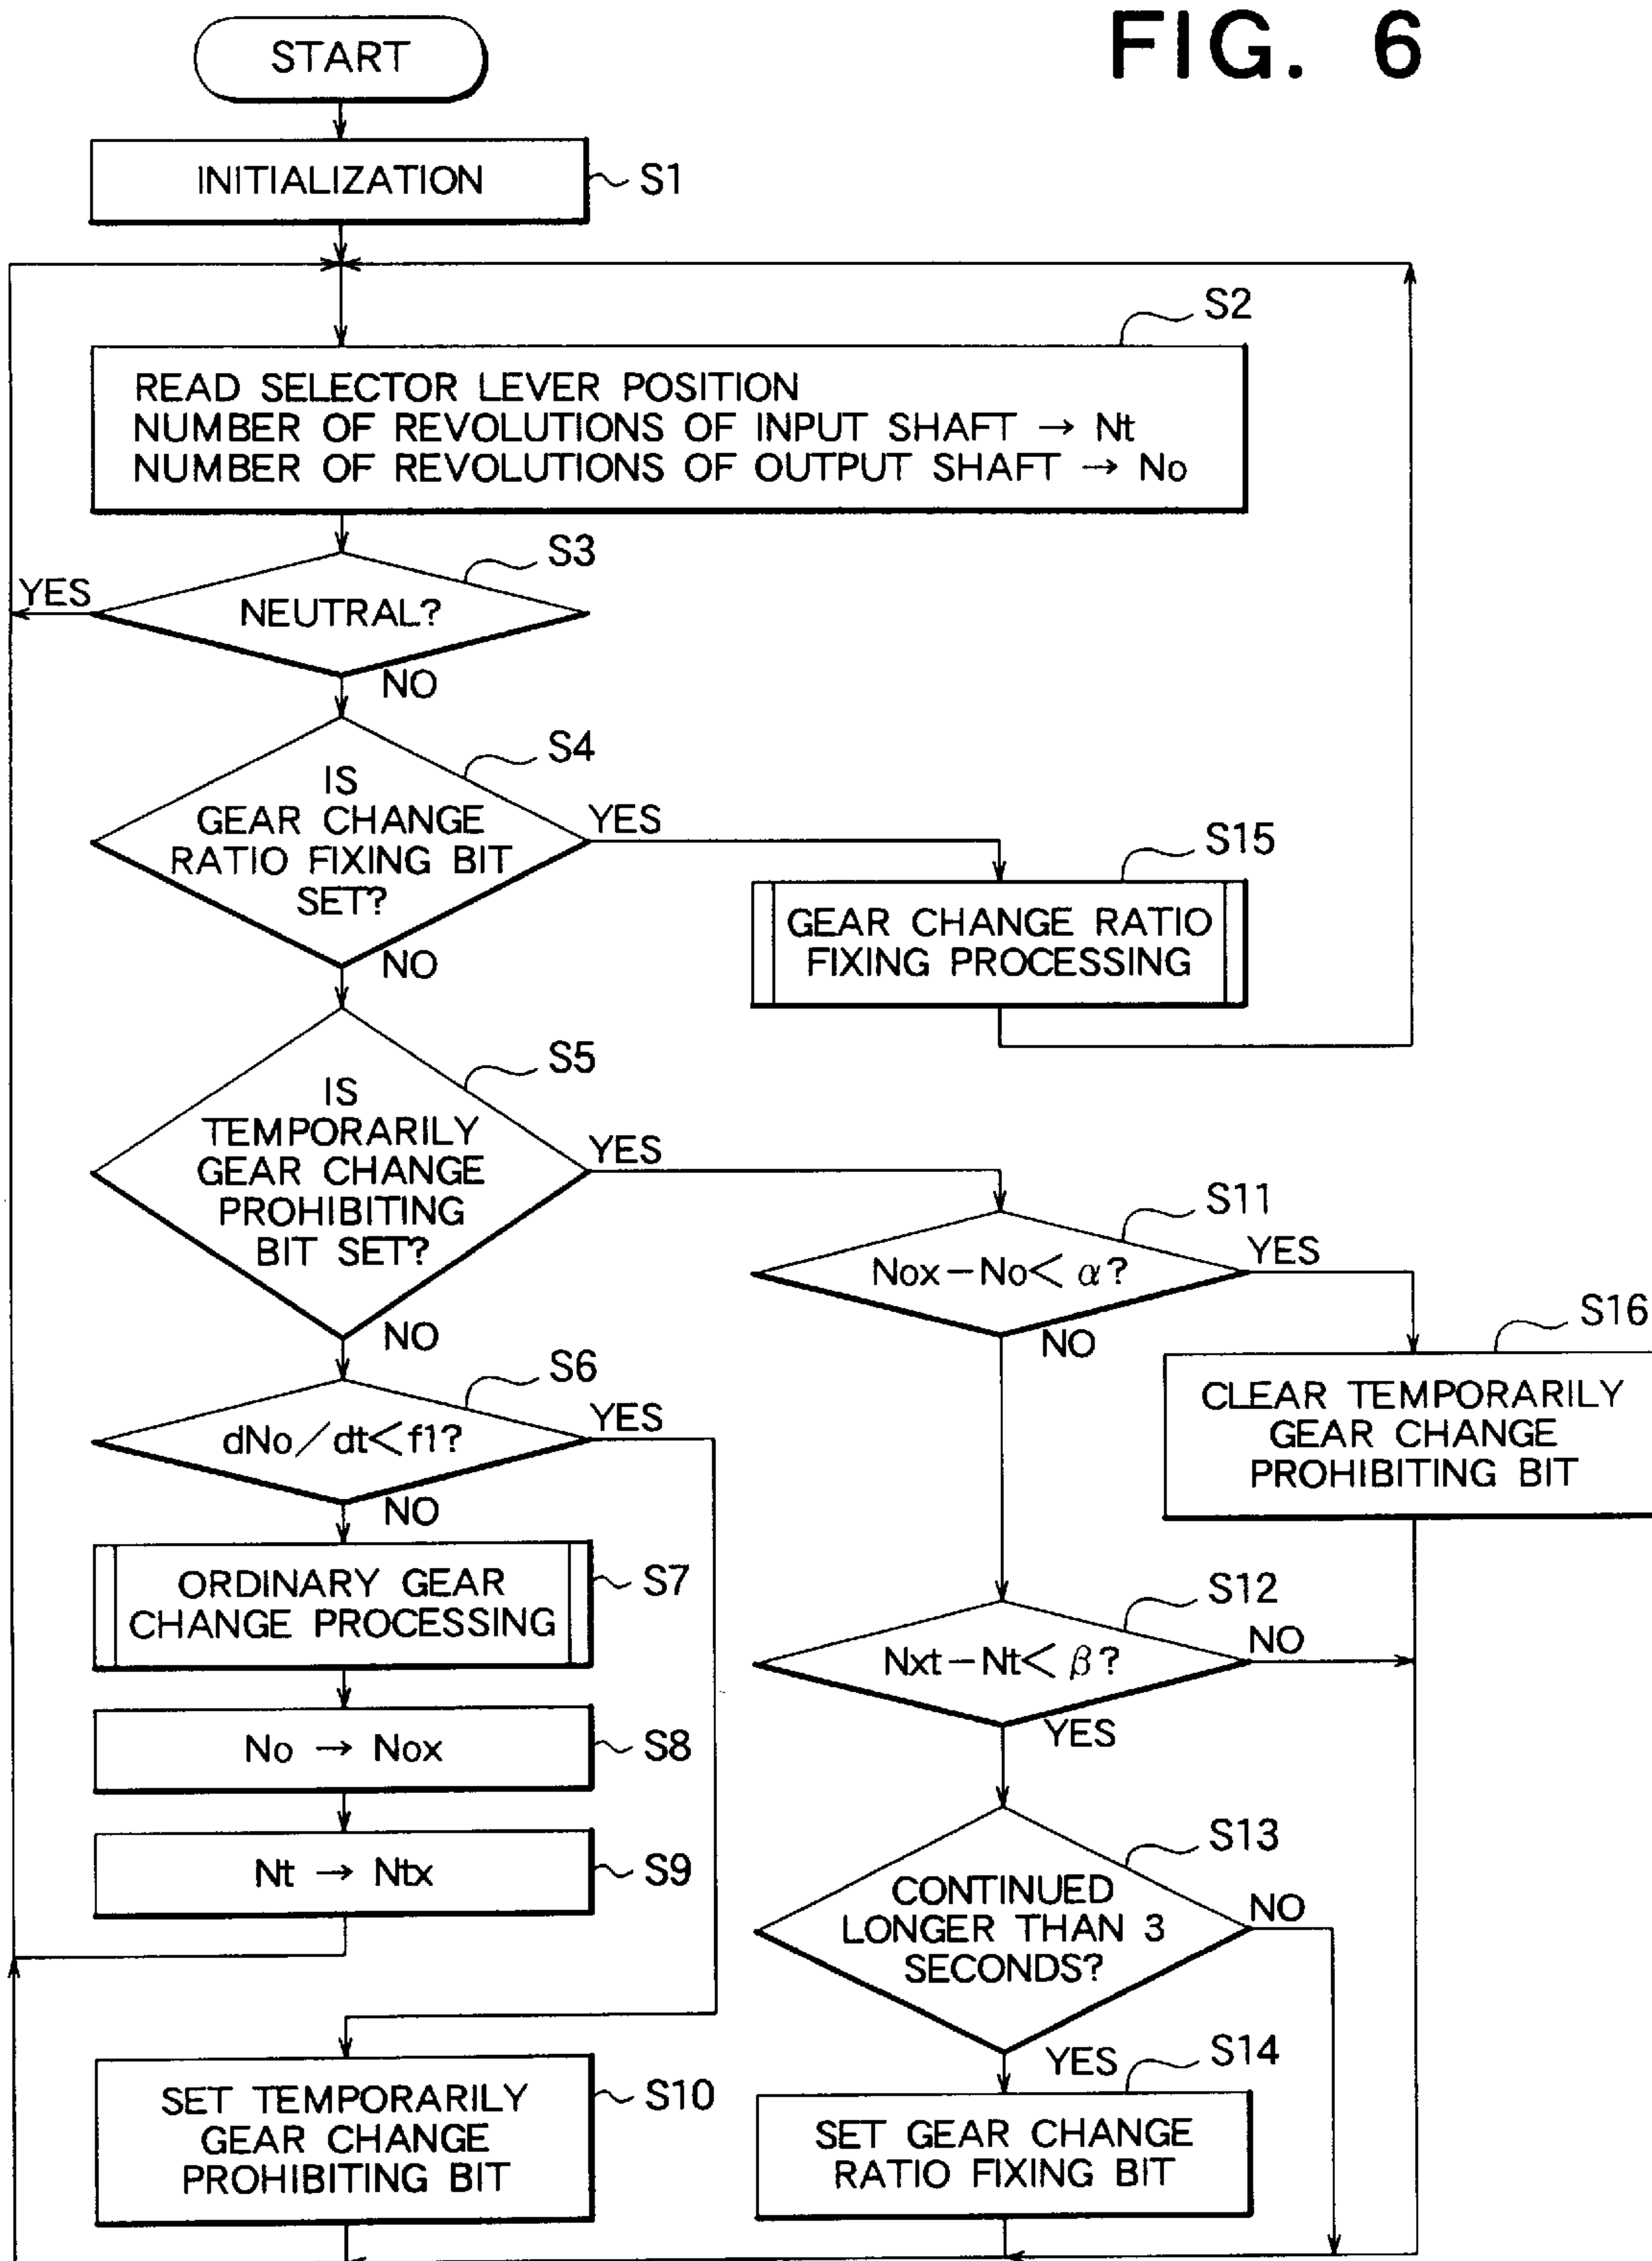 FIG. 6
START
INITIALIZATION
S1
S2
READ SELECTOR LEVER POSITION
NUMBER OF REVOLUTIONS OF INPUT SHAFT → Nt
NUMBER OF REVOLUTIONS OF OUTPUT SHAFT → No
S3
YES
NEUTRAL?
NO
S4
IS
GEAR CHANGE
RATIO FIXING BIT
SET?
YES
NO
S15
GEAR CHANGE RATIO
FIXING PROCESSING
S5
IS
TEMPORARILY
GEAR CHANGE
PROHIBITING
BIT SET?
YES
NO
S11
Nox－No＜α?
YES
NO
S16
CLEAR TEMPORARILY
GEAR CHANGE
PROHIBITING BIT
S6
dNo／dt＜f1?
YES
NO
ORDINARY GEAR
CHANGE PROCESSING
S7
S12
Nxt－Nt＜β?
NO
YES
No → Nox
S8
Nt → Ntx
S9
S13
CONTINUED
LONGER THAN 3
SECONDS?
NO
YES
SET TEMPORARILY
GEAR CHANGE
PROHIBITING BIT
S10
S14
SET GEAR CHANGE
RATIO FIXING BIT